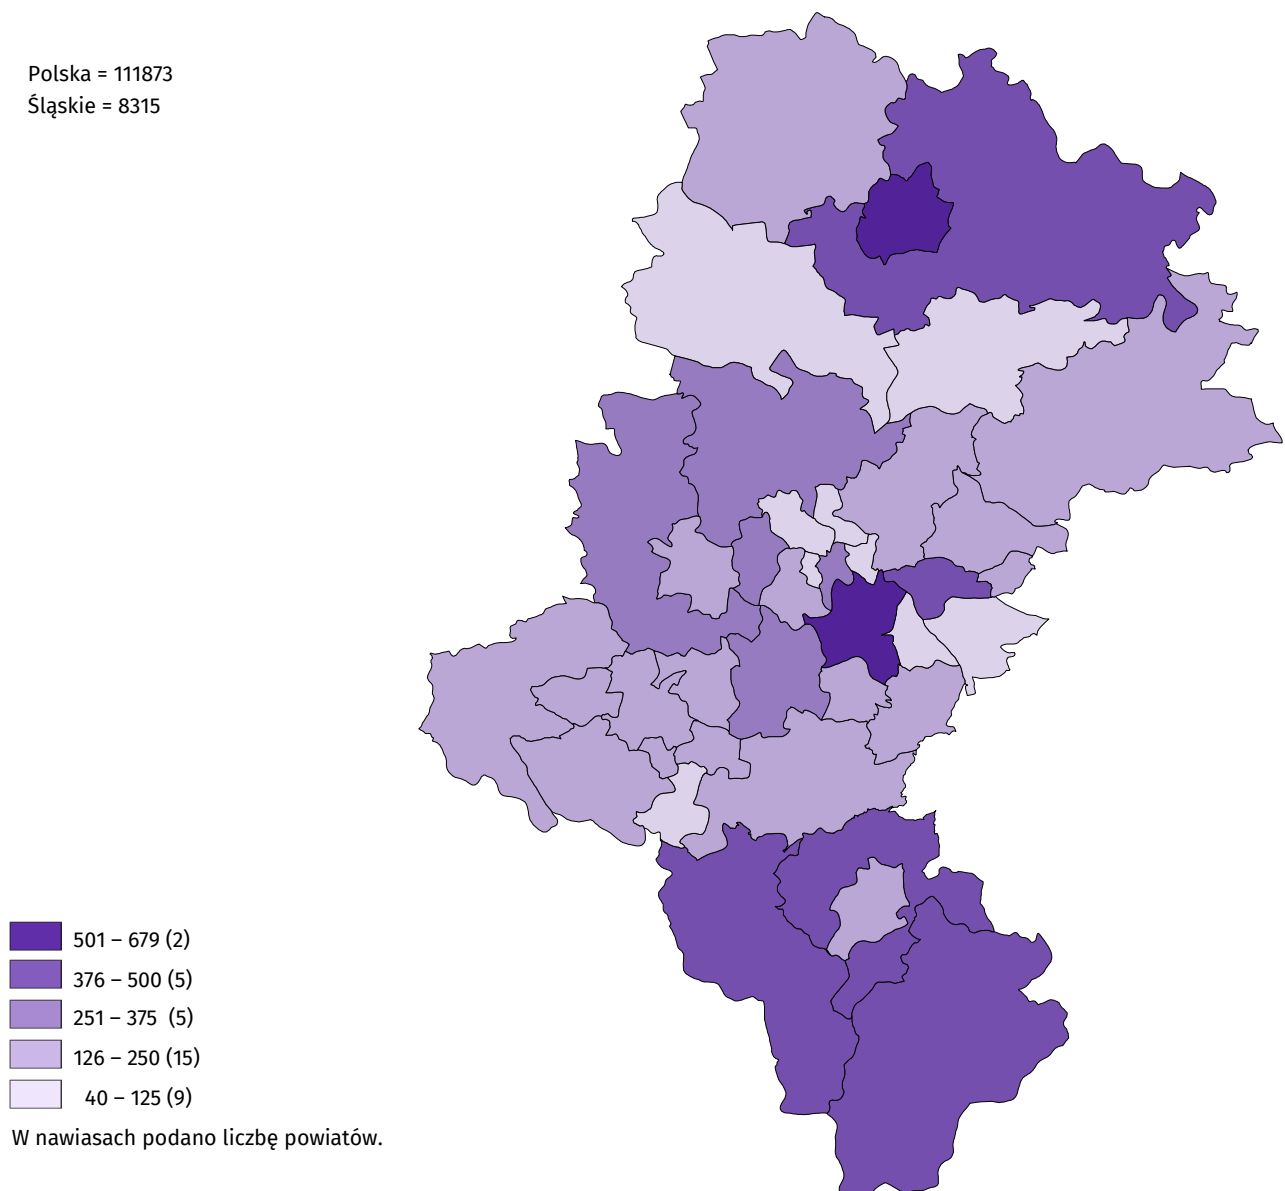 Polska = 111873
Śląskie = 8315
501 – 679 (2)
376 – 500 (5)
251 – 375 (5)
126 – 250 (15)
40 – 125 (9)
W nawiasach podano liczbę powiatów.